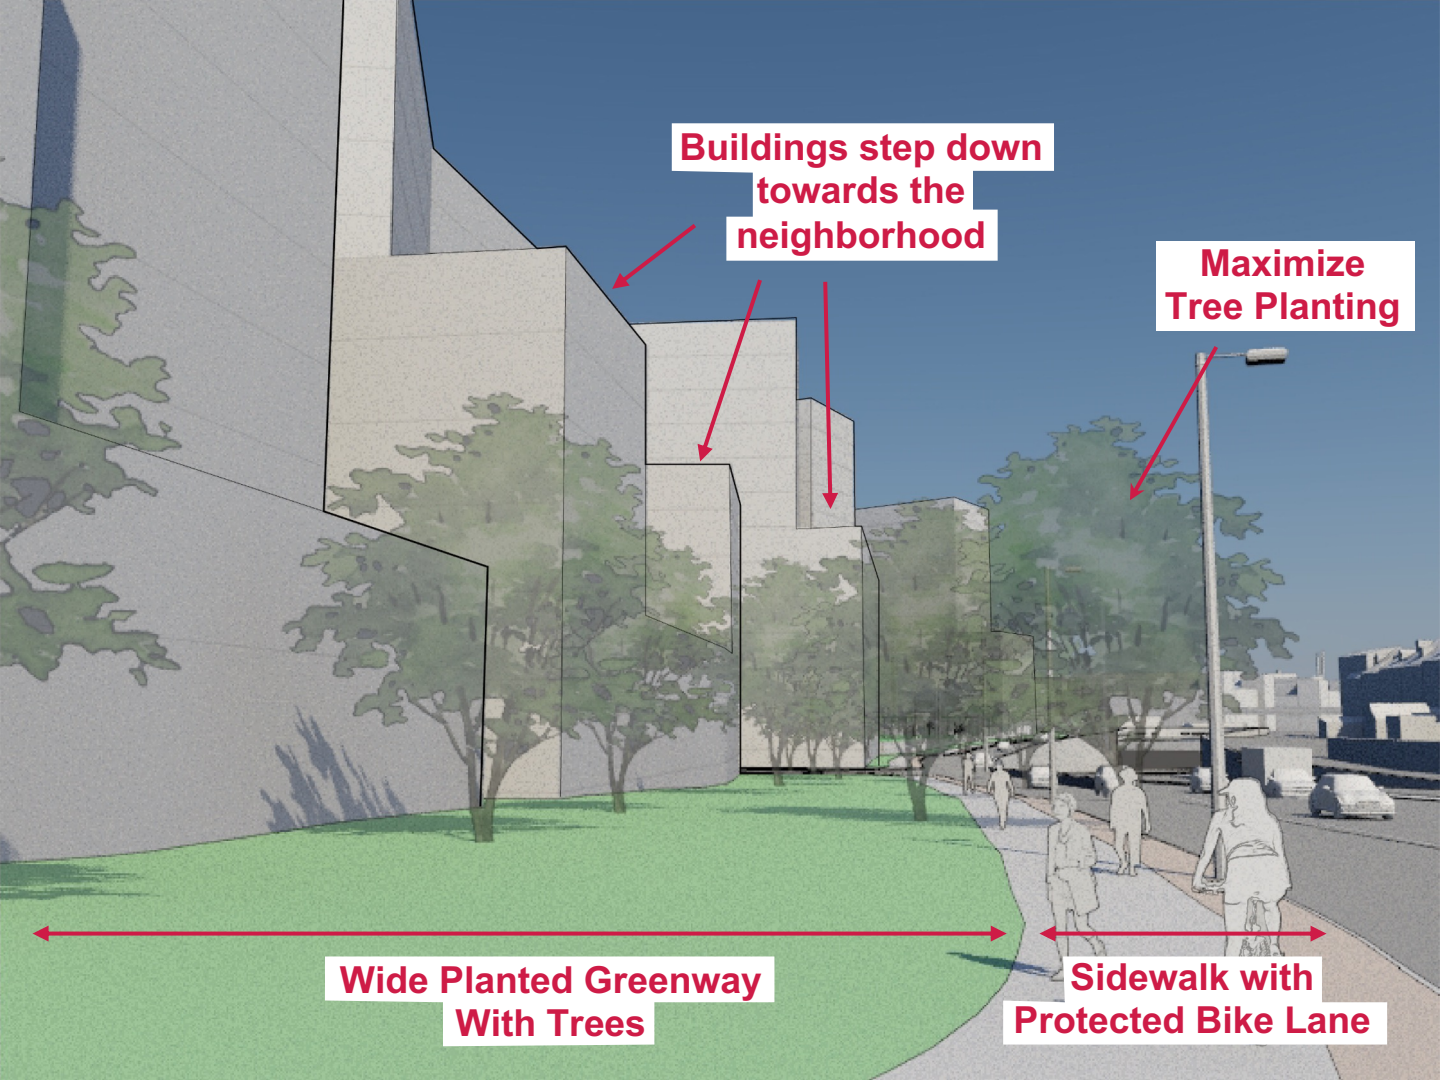 Buildings step down
towards the
neighborhood
Maximize
Tree Planting
Wide Planted Greenway
With Trees
Sidewalk with
Protected Bike Lane